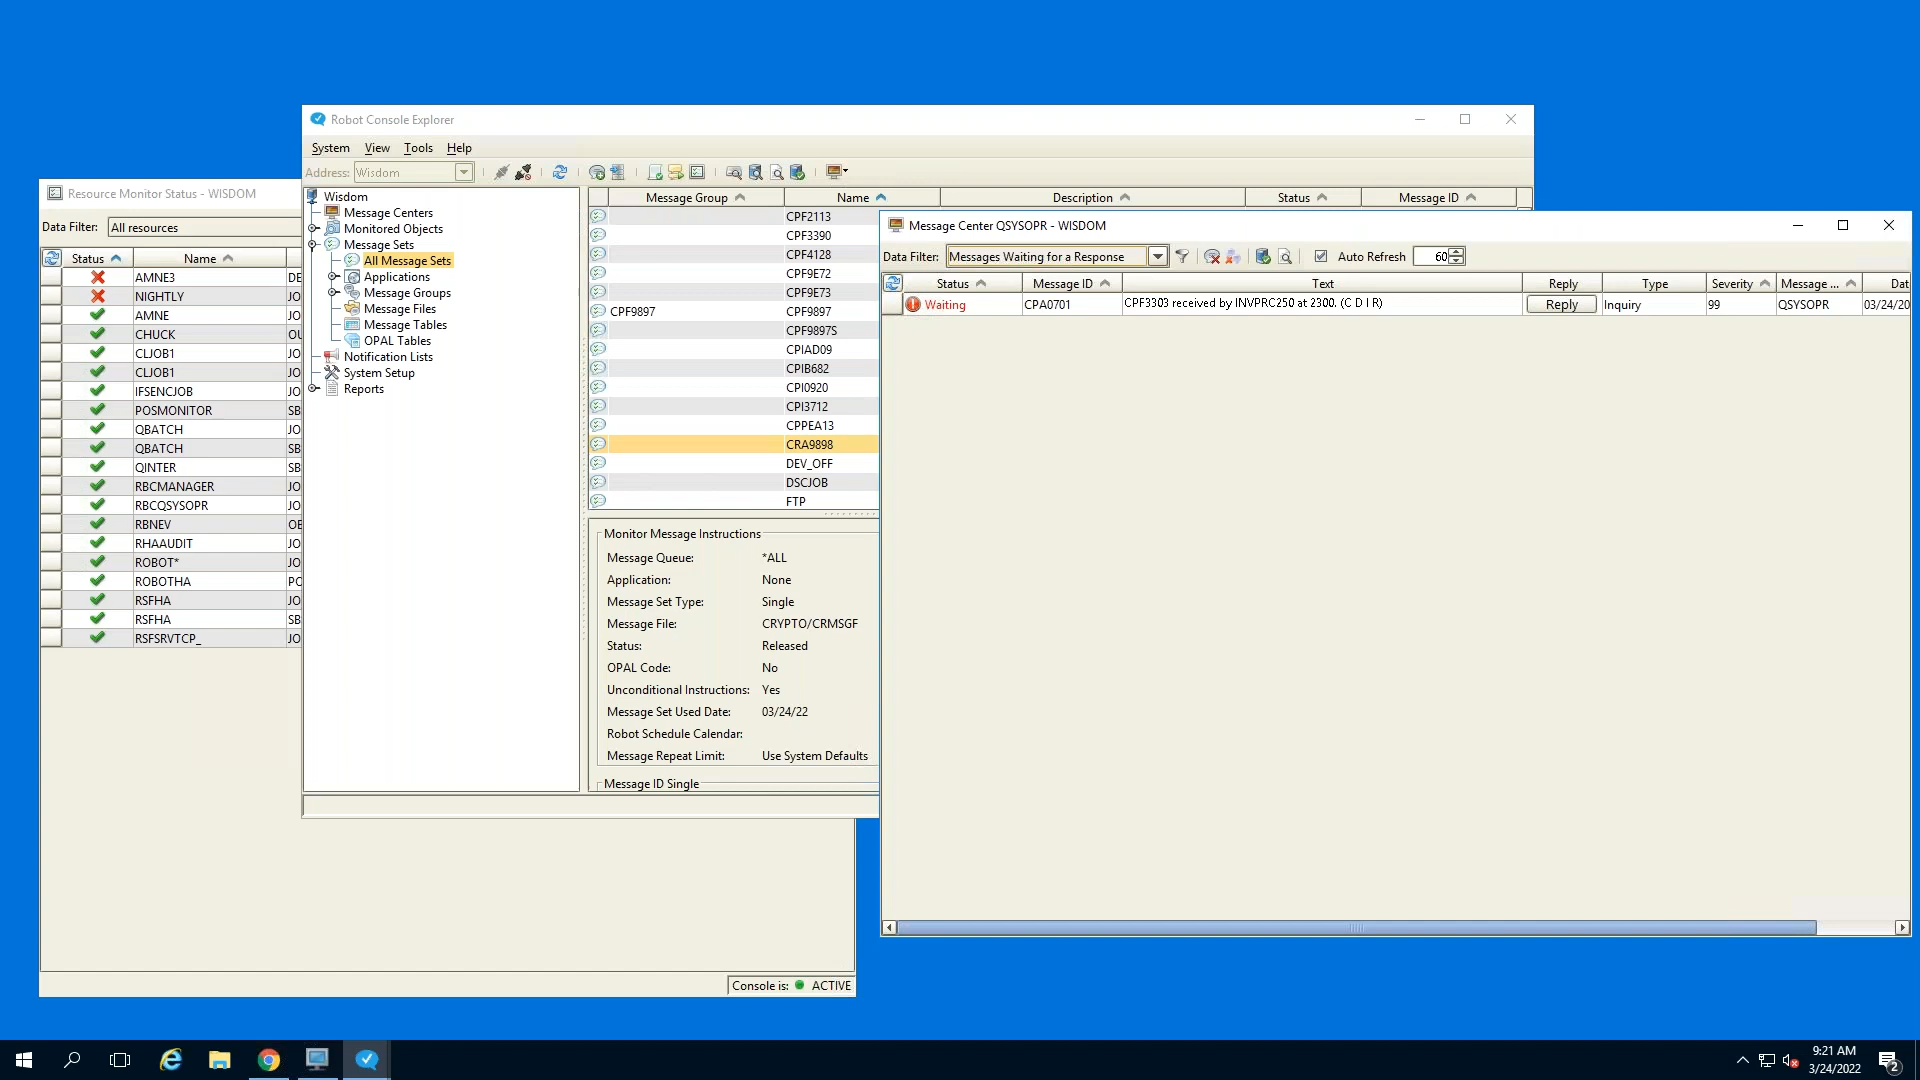 Robot Console Explorer
System View Tools Help
Address: Wisdom
Resource Monitor Status - WISDOM
Data Filter: All resources
Status Name
AMNE3 DE
NIGHTLY JO
AMNE JO
CHUCK OU
CLJOB1 JO
CLJOB1 JO
IFSENCJOB JO
POSMONITOR SB
QBATCH JO
QBATCH SB
QINTER SB
RBCMANAGER JO
RBCQSYSOPR JO
RBNEV OB
RHAAUDIT JO
ROBOT* JO
ROBOTHA PO
RSFHA JO
RSFHA SB
RSFSRVTCP_ JO
Console is: ACTIVE
Wisdom
Message Centers
Monitored Objects
Message Sets
All Message Sets
Applications
Message Groups
Message Files
Message Tables
OPAL Tables
Notification Lists
System Setup
Reports
Message Group Name Description Status Message ID
CPF2113
CPF3390
CPF4128
CPF9E72
CPF9E73
CPF9897 CPF9897
CPF9897S
CPIAD09
CPIB682
CPI0920
CPI3712
CPPEA13
CRA9898
DEV_OFF
DSCJOB
FTP
Monitor Message Instructions
Message Queue: *ALL
Application: None
Message Set Type: Single
Message File: CRYPTO/CRMSGF
Status: Released
OPAL Code: No
Unconditional Instructions: Yes
Message Set Used Date: 03/24/22
Robot Schedule Calendar:
Message Repeat Limit: Use System Defaults
Message ID Single
Message Center QSYSOPR - WISDOM
Data Filter: Messages Waiting for a Response Auto Refresh 60
Status Message ID Text Reply Type Severity Message ... Dat
Waiting CPA0701 CPF3303 received by INVPRC250 at 2300. (C D I R) Reply Inquiry 99 QSYSOPR 03/24/20
9:21 AM
3/24/2022
2